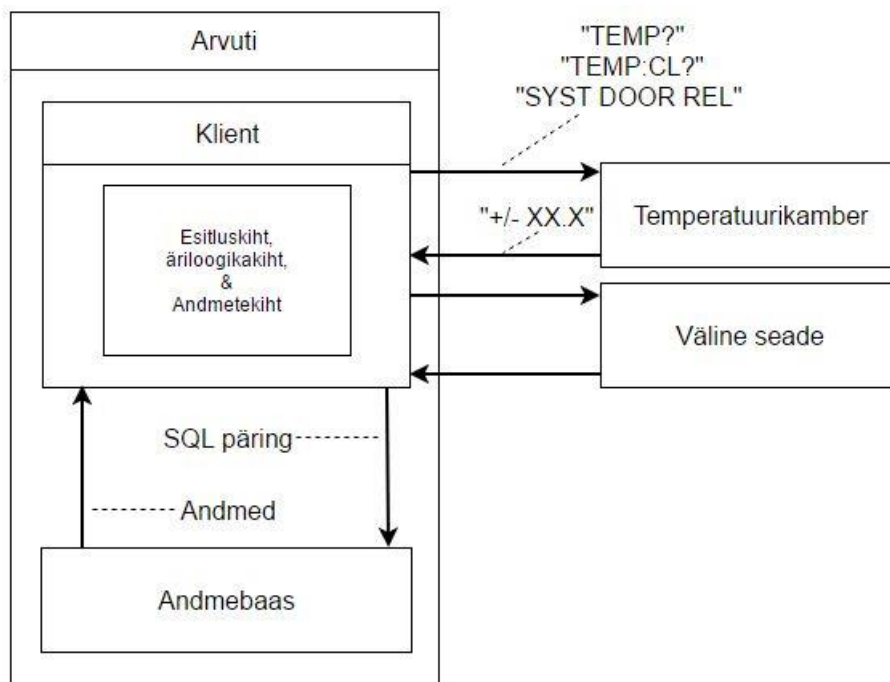 Arvuti
Klient
Esitluskiht,
äriloogikakiht,
&
Andmetekiht
"TEMP?"
"TEMP:CL?"
"SYST DOOR REL"
"+/- XX.X"
Temperatuurikamber
Väline seade
SQL päring
Andmed
Andmebaas